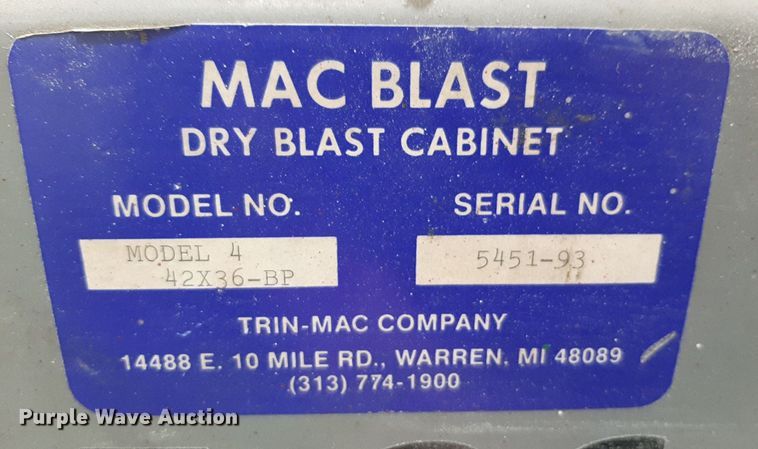 MAC BLAST
DRY BLAST CABINET
MODEL NO. SERIAL NO.
MODEL 4
42X36-BP
5451-93
TRIN-MAC COMPANY
14488 E. 10 MILE RD., WARREN, MI 48089
(313) 774-1900
Purple Wave Auction